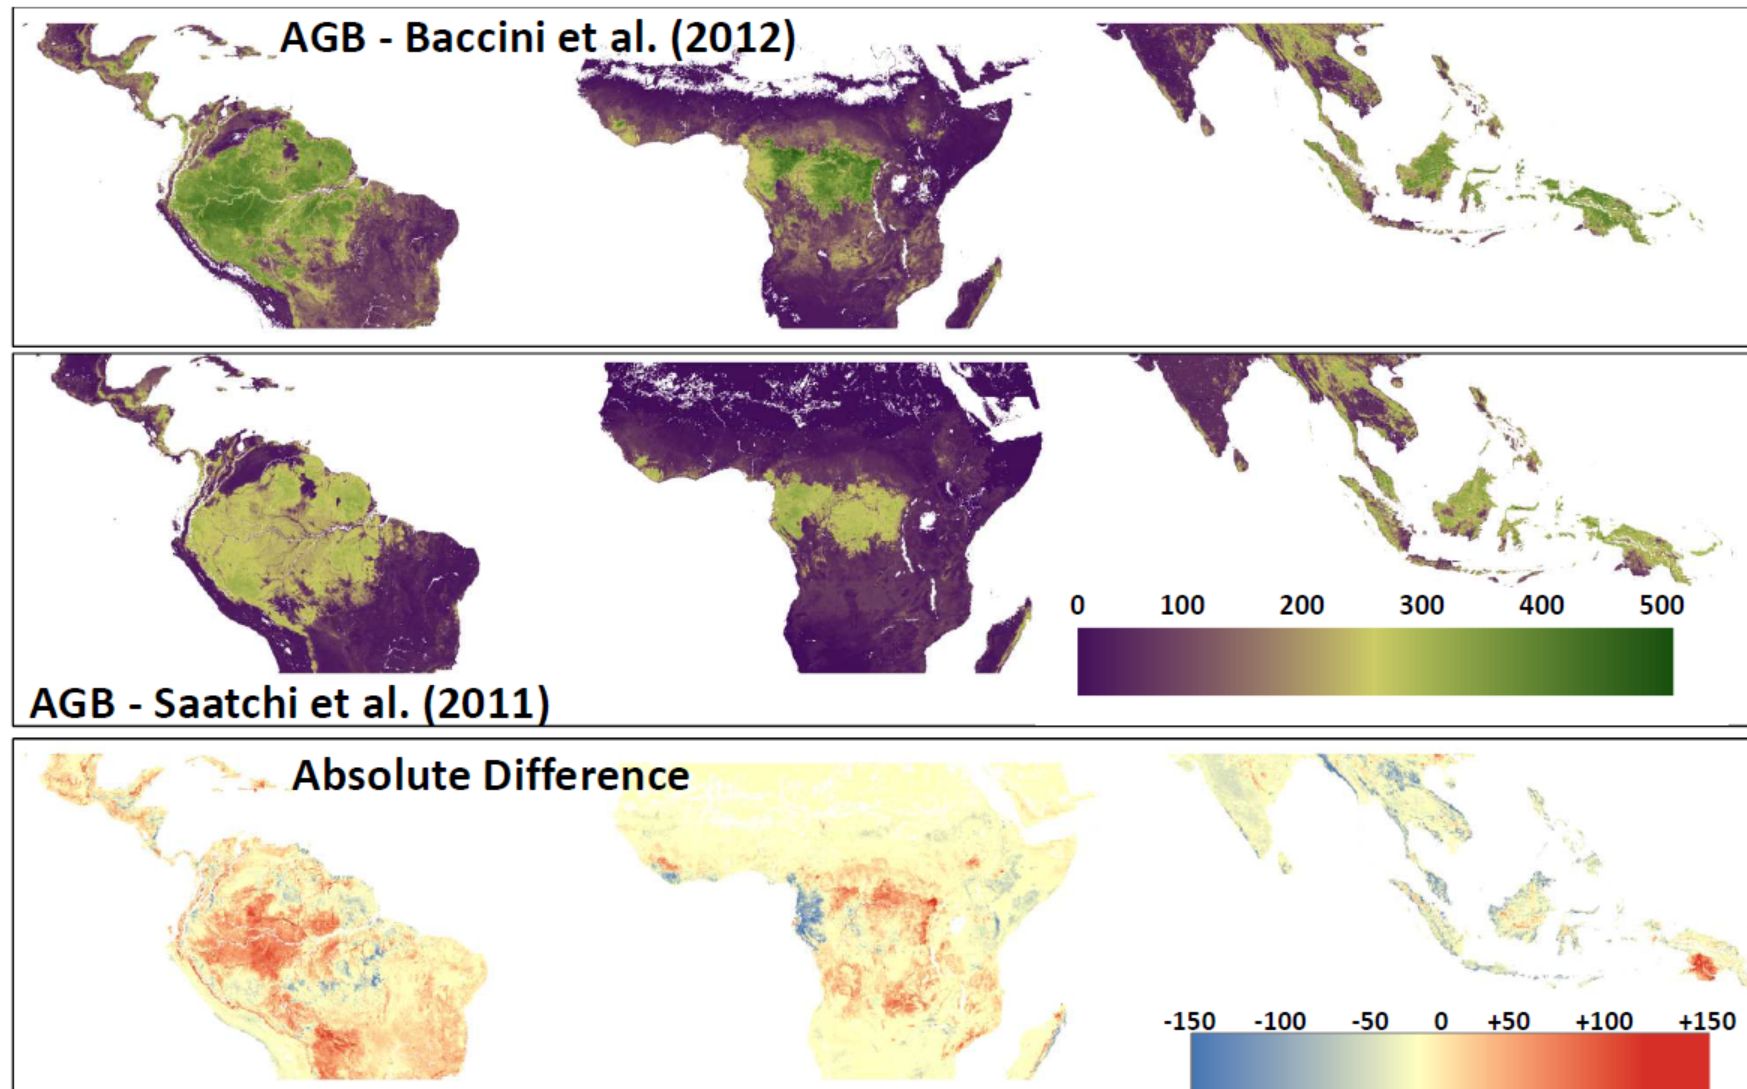 AGB - Baccini et al. (2012)
0 100 200 300 400 500
AGB - Saatchi et al. (2011)
Absolute Difference
-150 -100 -50 0 +50 +100 +150